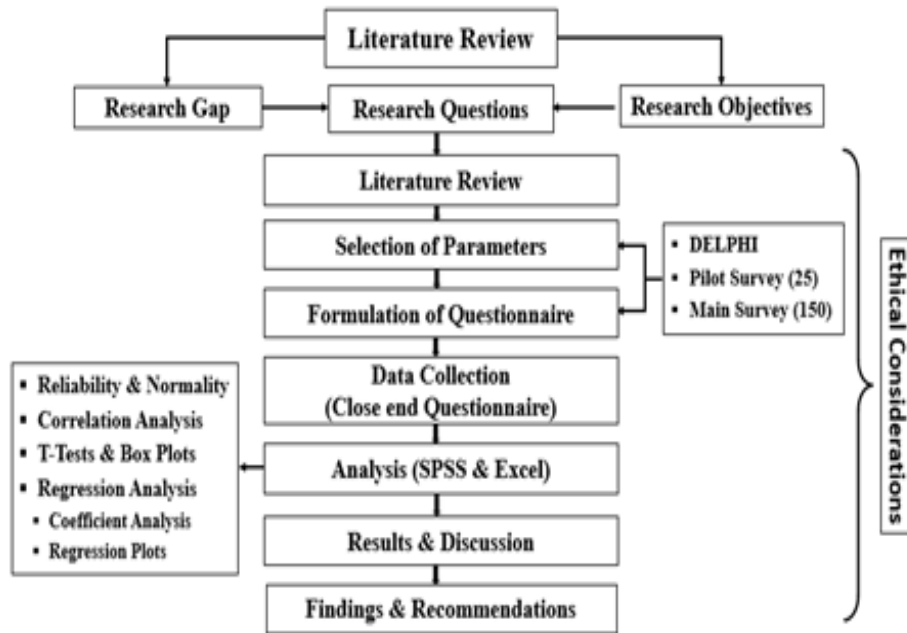 Literature Review
Research Gap
Research Questions
Research Objectives
Literature Review
Selection of Parameters
▪ DELPHI
▪ Pilot Survey (25)
▪ Main Survey (150)
Formulation of Questionnaire
Data Collection
(Close end Questionnaire)
▪ Reliability & Normality
▪ Correlation Analysis
▪ T-Tests & Box Plots
▪ Regression Analysis
▪ Coefficient Analysis
▪ Regression Plots
Analysis (SPSS & Excel)
Results & Discussion
Findings & Recommendations
Ethical Considerations